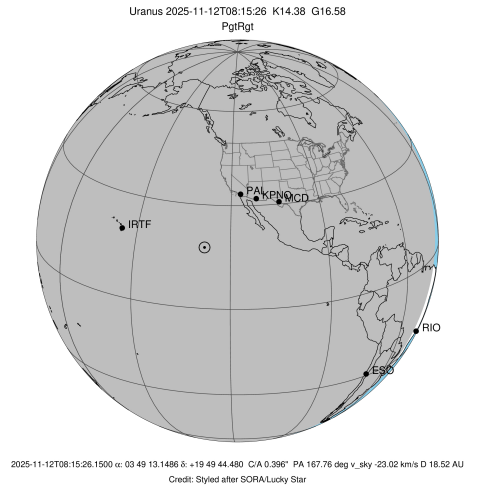 Uranus 2025-11-12T08:15:26 K14.38 G16.58
PgtRgt
PAL
KPNO
MCD
IRTF
RIO
ESO
2025-11-12T08:15:26.1500 α: 03 49 13.1486 δ: +19 49 44.480 C/A 0.396" PA 167.76 deg v_sky -23.02 km/s D 18.52 AU
Credit: Styled after SORA/Lucky Star